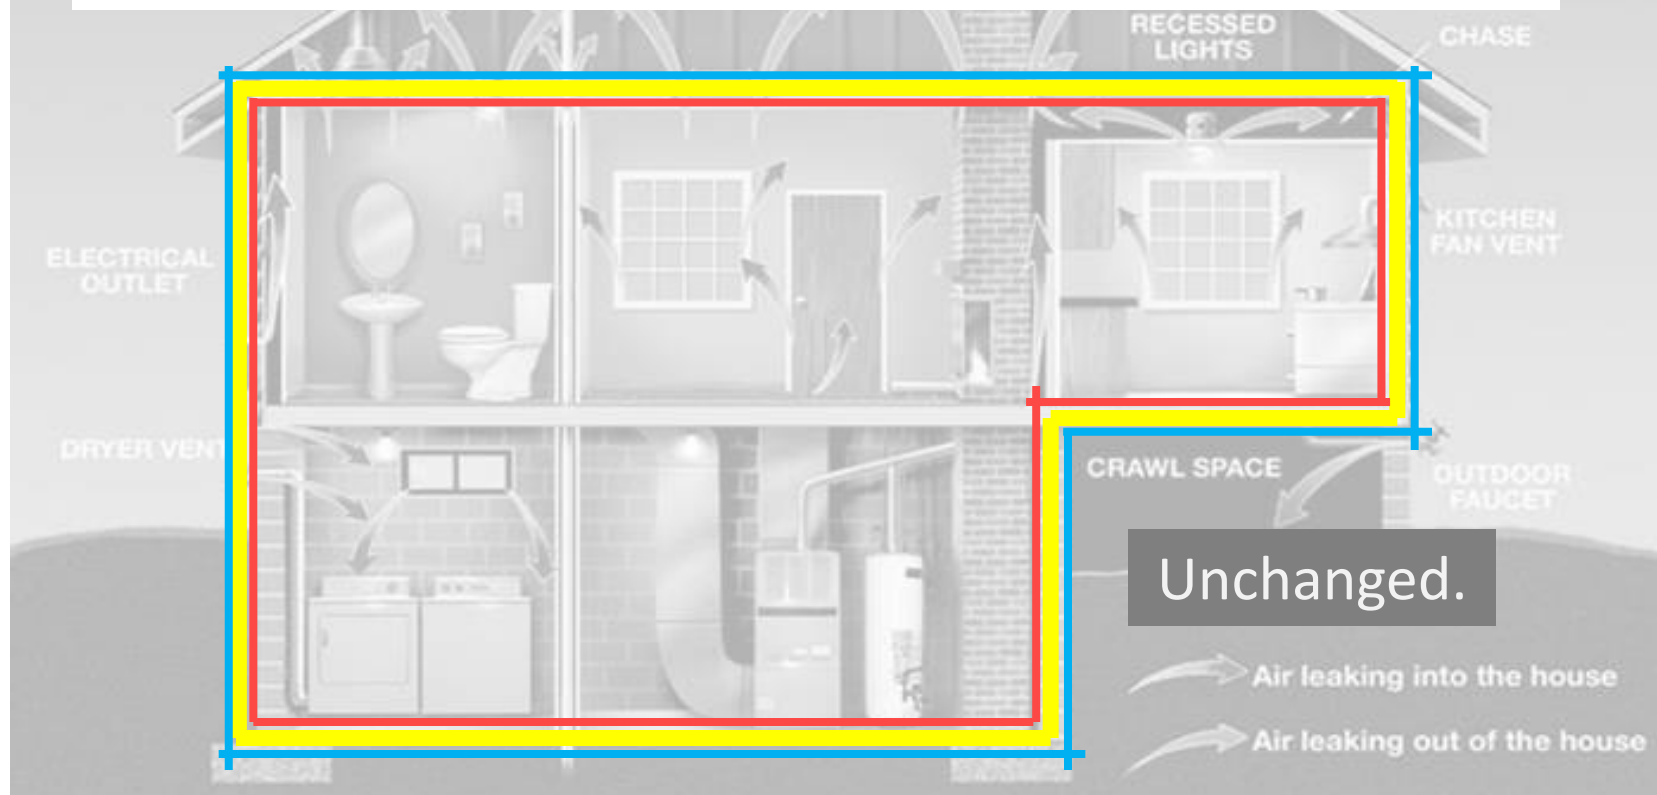 RECESSED
LIGHTS
CHASE
ELECTRICAL
OUTLET
KITCHEN
FAN VENT
DRYER VENT
CRAWL SPACE
OUTDOOR
FAUCET
Unchanged.
Air leaking into the house
Air leaking out of the house